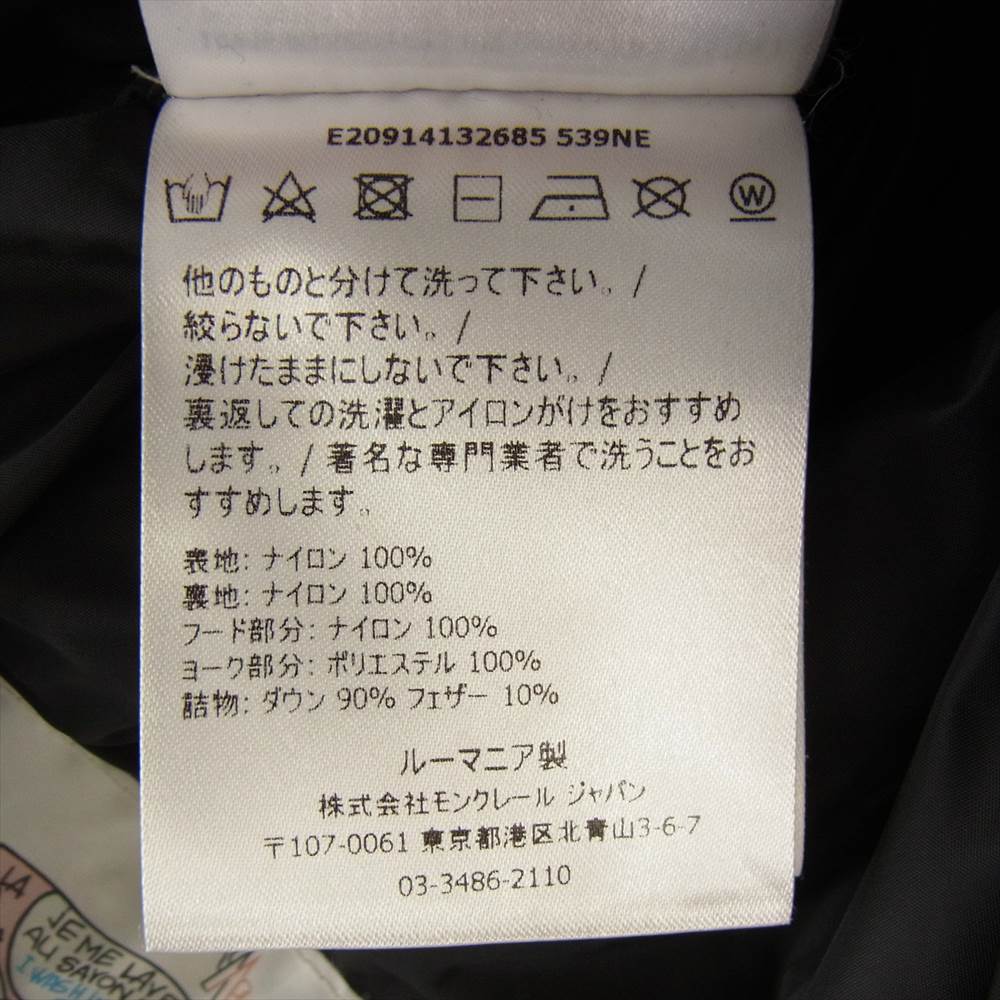 E20914132685 539NE
W
他のものと分けて洗って下さい。/
絞らないで下さい。/
浸けたままにしないで下さい。/
裏返しての洗濯とアイロンがけをおすすめ
します。/ 著名な専門業者で洗うことをお
すすめします。
表地: ナイロン 100%
裏地: ナイロン 100%
フード部分: ナイロン 100%
ヨーク部分: ポリエステル 100%
詰物: ダウン 90% フェザー 10%
ルーマニア製
株式会社モンクレール ジャパン
〒107-0061 東京都港区北青山3-6-7
03-3486-2110
JE ME LAVE
AU SAVON